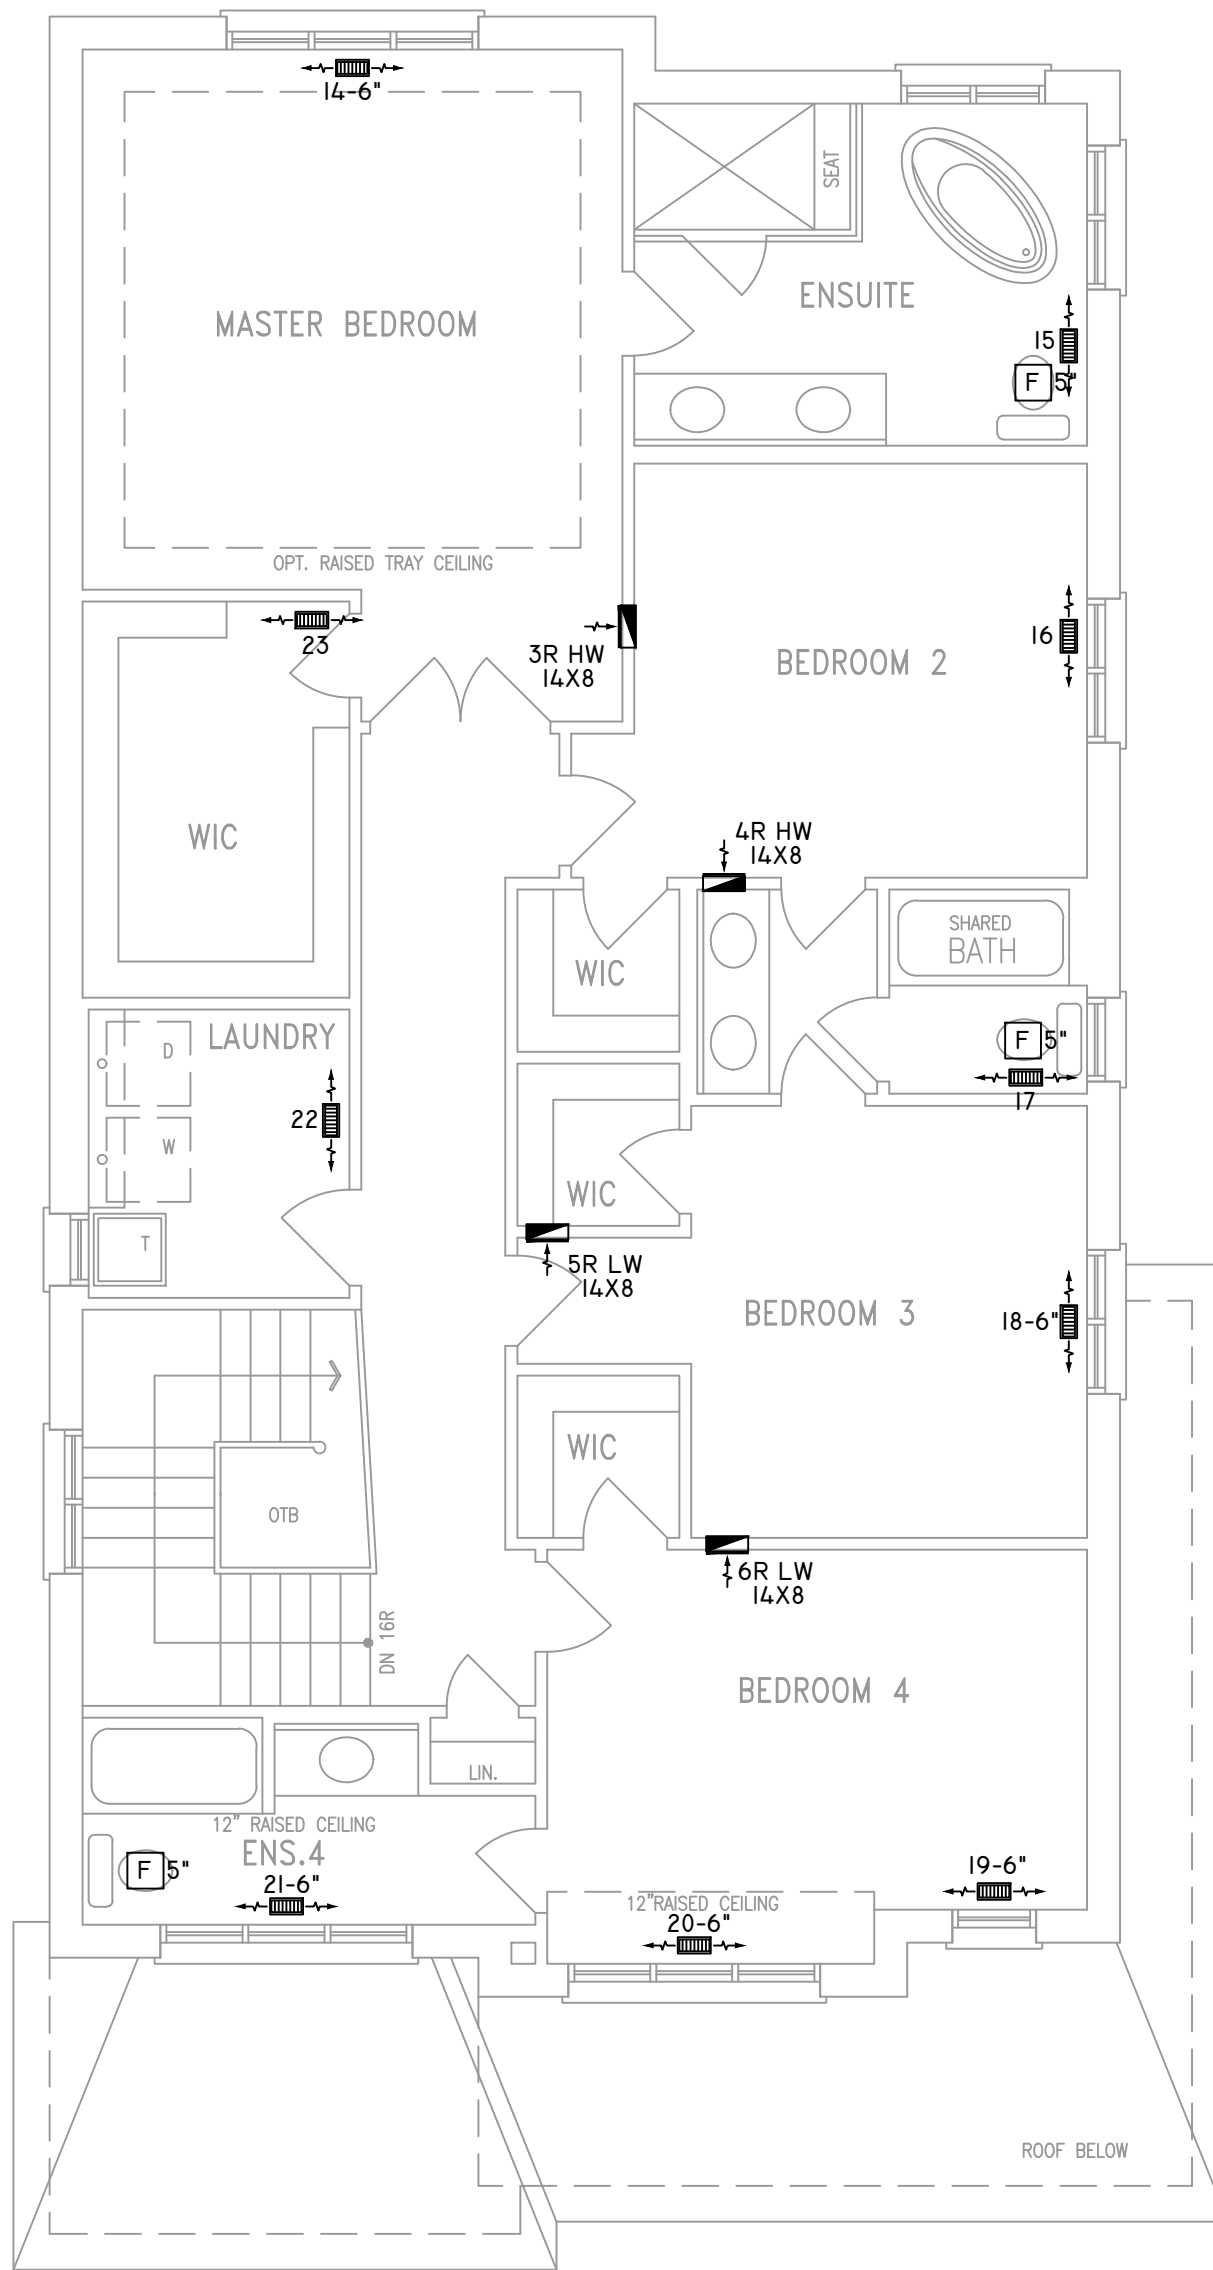 14-6"
SEAT
ENSUITE
MASTER BEDROOM
15
F 5"
OPT. RAISED TRAY CEILING
23
3R HW
14X8
16
BEDROOM 2
4R HW
14X8
WIC
SHARED
BATH
WIC
LAUNDRY
D
F 5"
17
22
W
WIC
T
5R LW
14X8
BEDROOM 3
18-6"
WIC
OTB
6R LW
14X8
DN 16R
BEDROOM 4
LIN.
12" RAISED CEILING
ENS.4
F 5"
21-6"
19-6"
12"RAISED CEILING
20-6"
ROOF BELOW